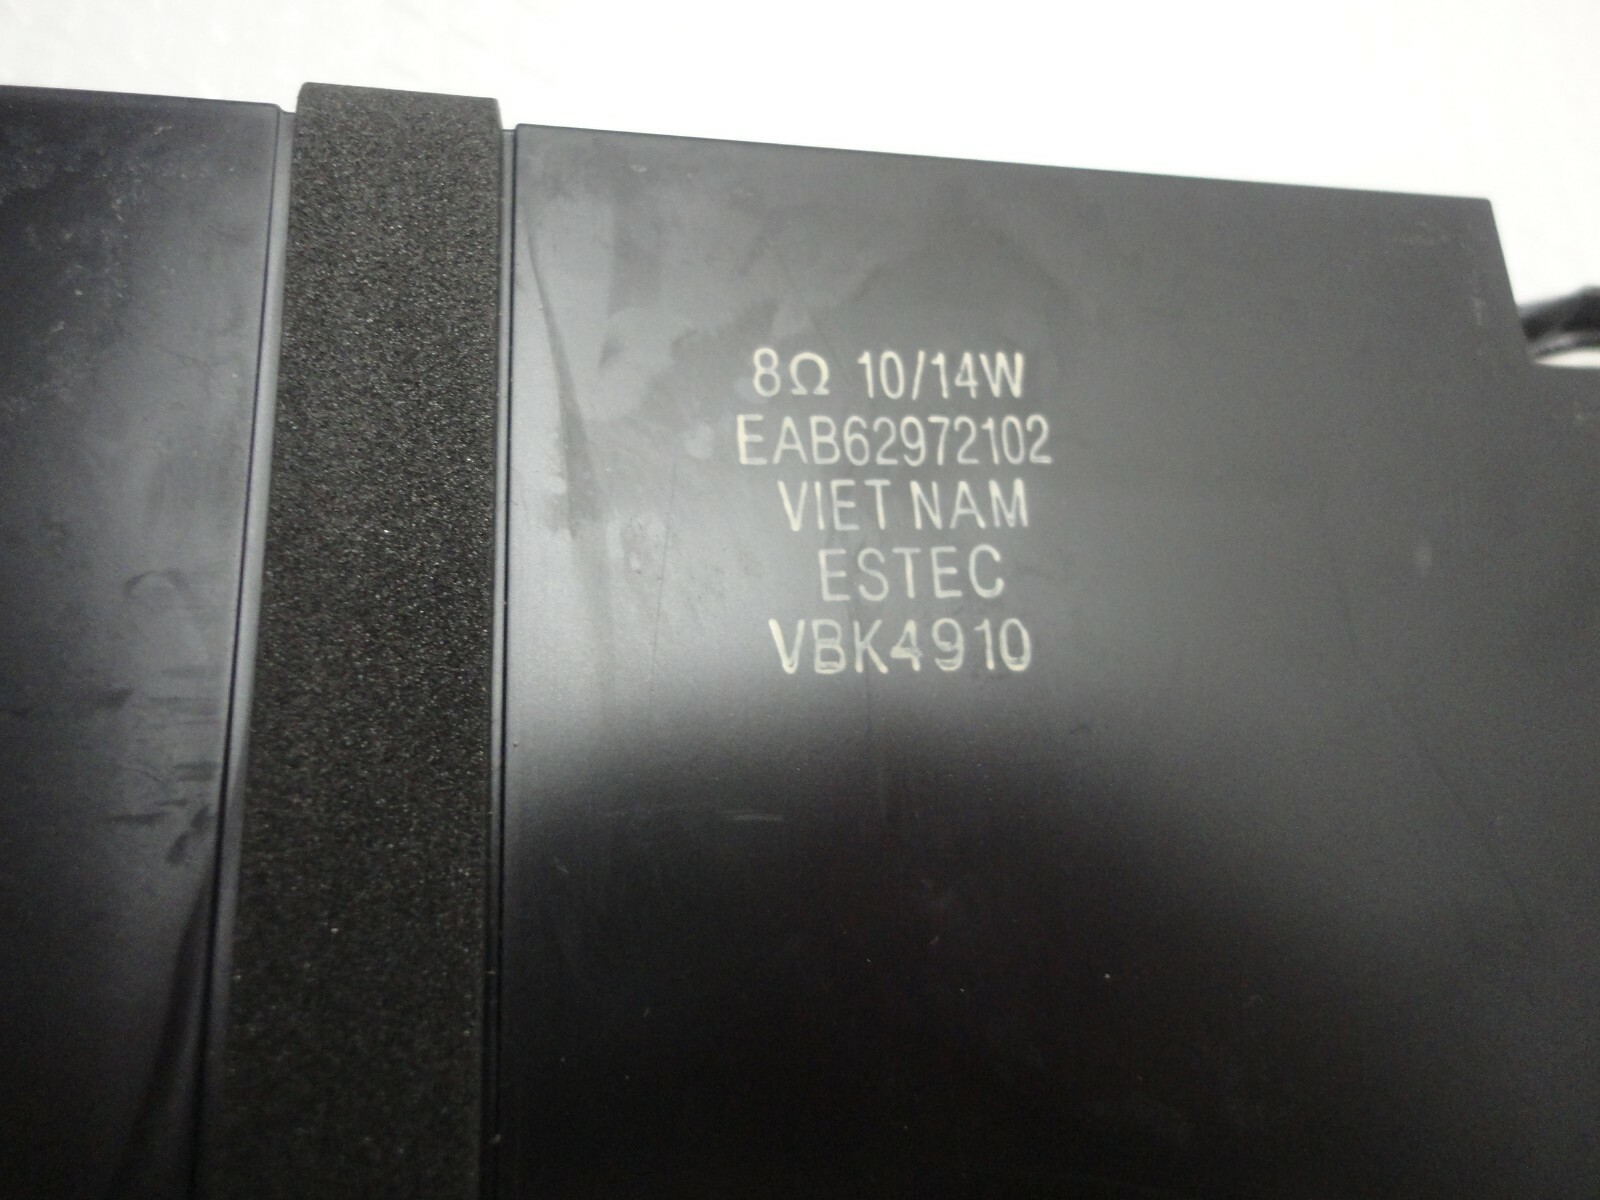 8Ω 10/14W
EAB62972102
VIET NAM
ESTEC
VBK4910